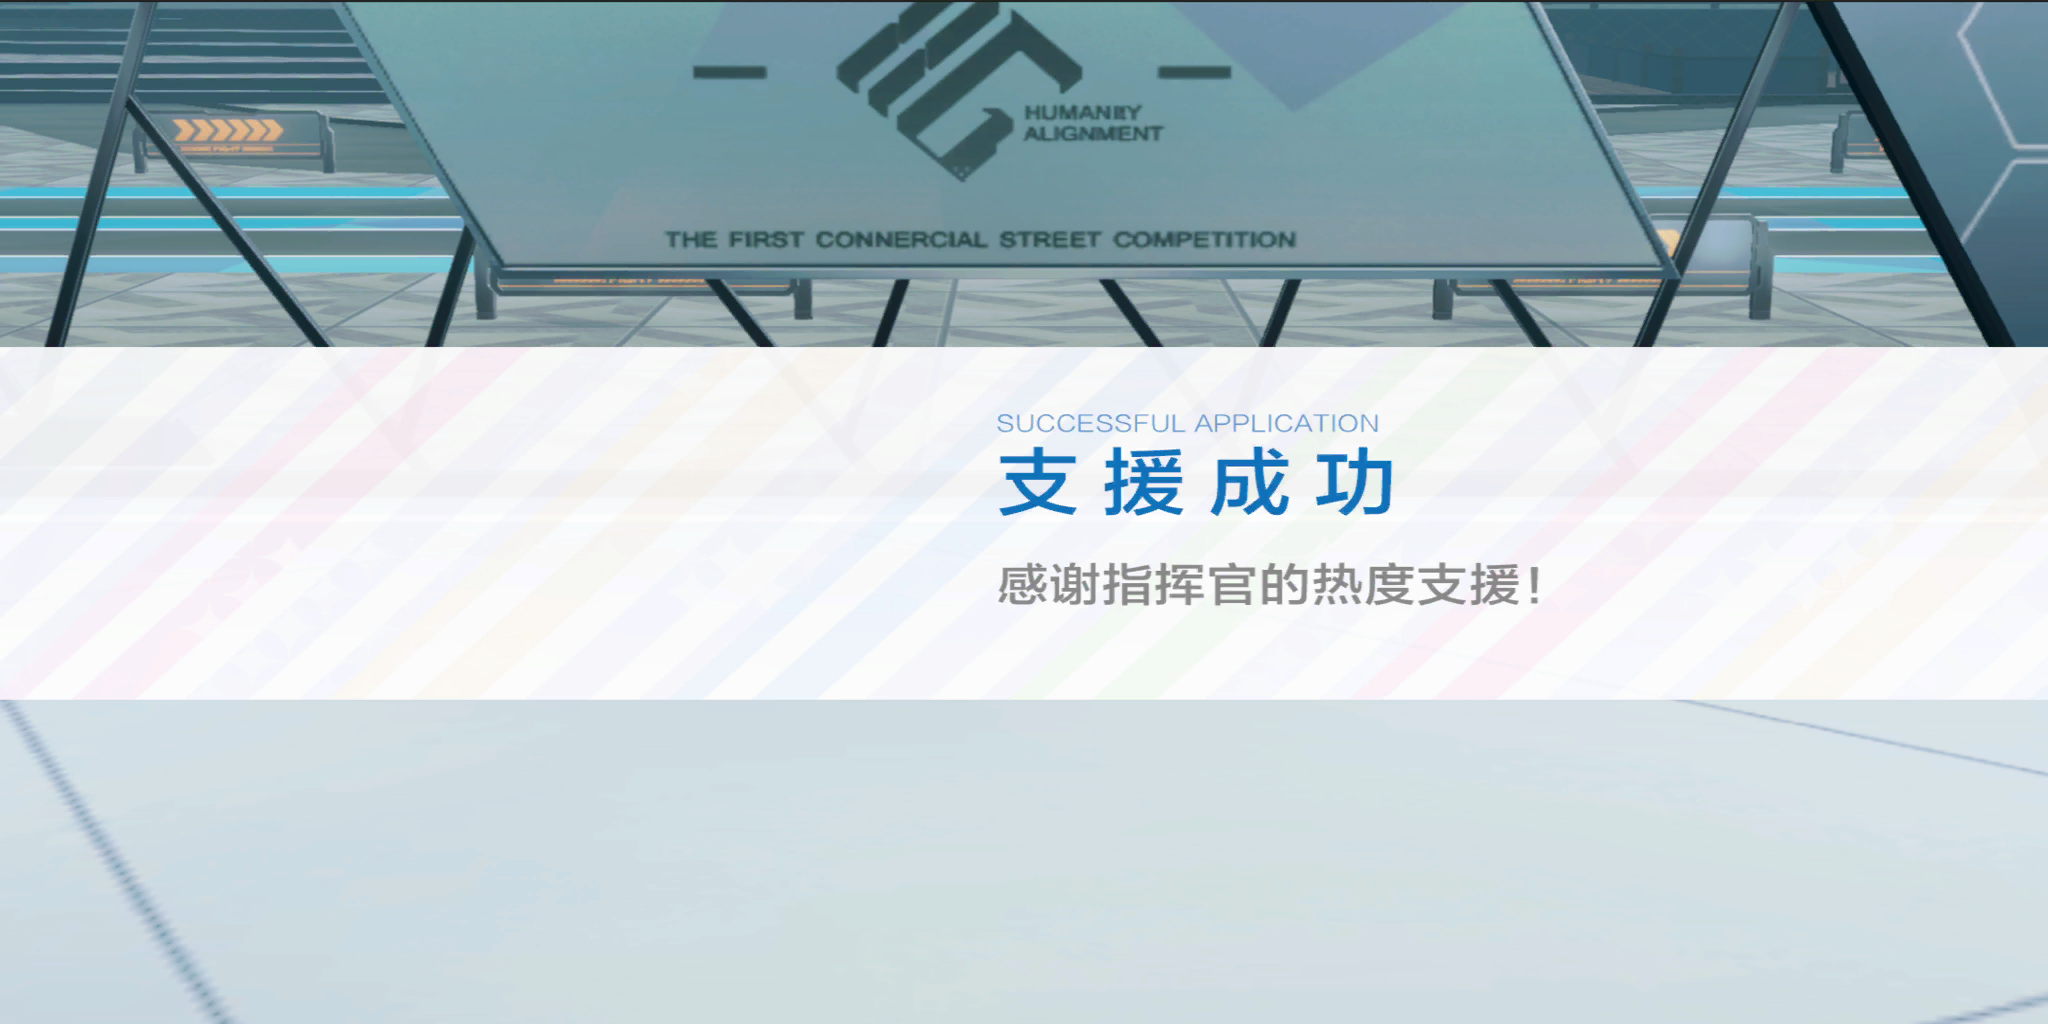 HUMANIIY
ALIGNMENT
THE FIRST CONNERCIAL STREET COMPETITION
SUCCESSFUL APPLICATION
支援成功
感谢指挥官的热度支援!